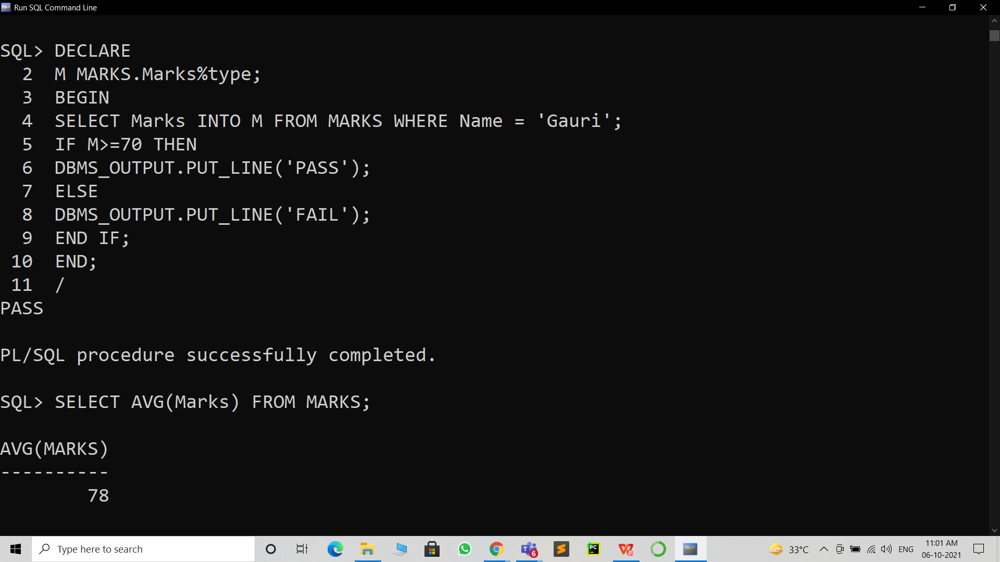 Run SQL Command Line
SQL> DECLARE
2 M MARKS.Marks%type;
3 BEGIN
4 SELECT Marks INTO M FROM MARKS WHERE Name = 'Gauri';
5 IF M>=70 THEN
6 DBMS_OUTPUT.PUT_LINE('PASS');
7 ELSE
8 DBMS_OUTPUT.PUT_LINE('FAIL');
9 END IF;
10 END;
11 /
PASS
PL/SQL procedure successfully completed.
SQL> SELECT AVG(Marks) FROM MARKS;
AVG(MARKS)
----------
78
Type here to search
6
PC
33°C
ENG
11:01 AM
06-10-2021